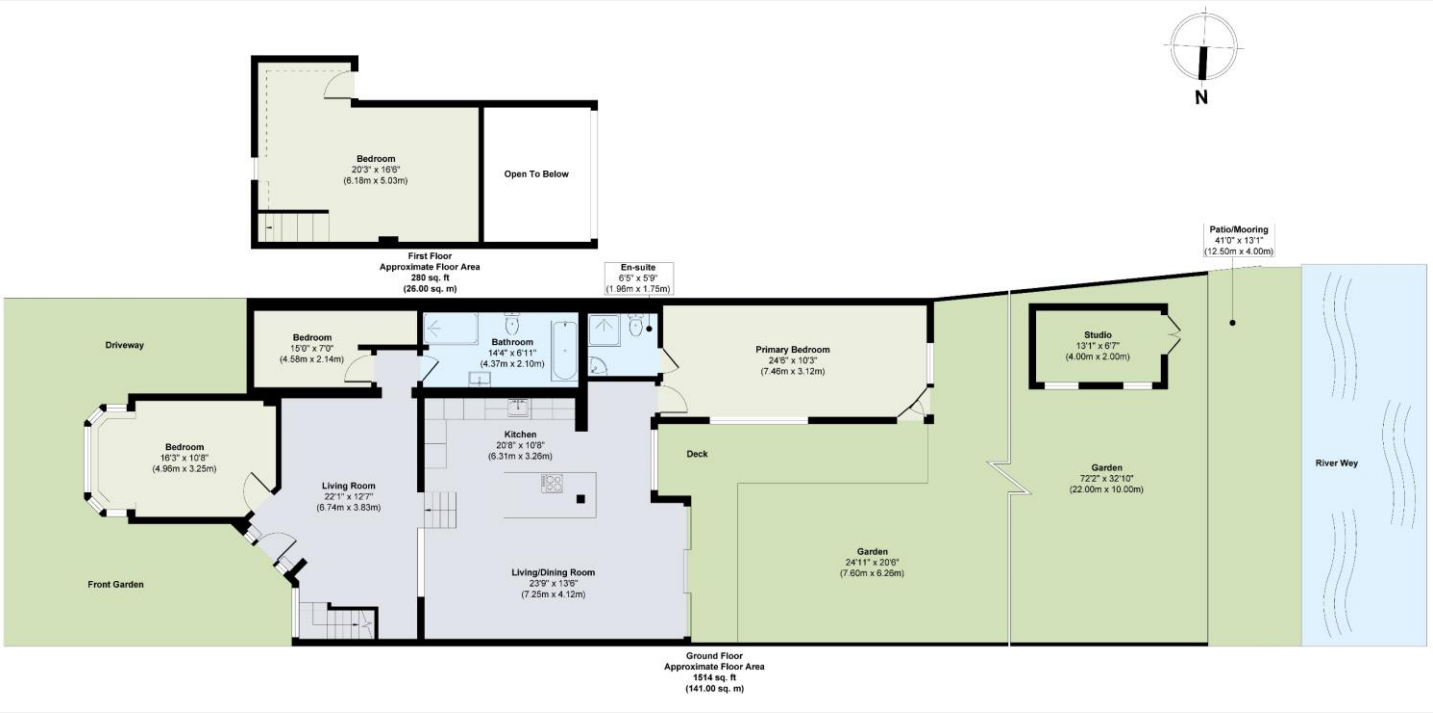 N
Bedroom
20'3" x 16'6"
(6.18m x 5.03m)
Open To Below
First Floor
Approximate Floor Area
280 sq. ft
(26.00 sq. m)
En-suite
6'5" x 5'9"
(1.96m x 1.75m)
Patio/Mooring
41'0" x 13'1"
(12.50m x 4.00m)
Driveway
Bedroom
15'0" x 7'0"
(4.58m x 2.14m)
Bathroom
14'4" x 6'11"
(4.37m x 2.10m)
Primary Bedroom
24'6" x 10'3"
(7.46m x 3.12m)
Studio
13'1" x 6'7"
(4.00m x 2.00m)
Bedroom
16'3" x 10'8"
(4.96m x 3.25m)
Kitchen
20'8" x 10'8"
(6.31m x 3.26m)
Deck
Living Room
22'1" x 12'7"
(6.74m x 3.83m)
Garden
72'2" x 32'10"
(22.00m x 10.00m)
River Wey
Front Garden
Living/Dining Room
23'9" x 13'6"
(7.25m x 4.12m)
Garden
24'11" x 20'6"
(7.60m x 6.26m)
Ground Floor
Approximate Floor Area
1514 sq. ft
(141.00 sq. m)